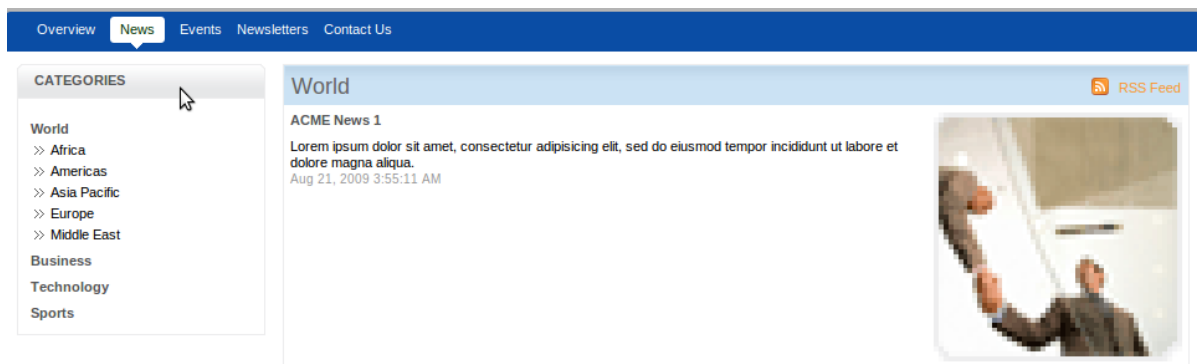 Overview News Events Newsletters Contact Us
CATEGORIES
World
Africa
Americas
Asia Pacific
Europe
Middle East
Business
Technology
Sports
World
RSS Feed
ACME News 1
Lorem ipsum dolor sit amet, consectetur adipisicing elit, sed do eiusmod tempor incididunt ut labore et
dolore magna aliqua.
Aug 21, 2009 3:55:11 AM